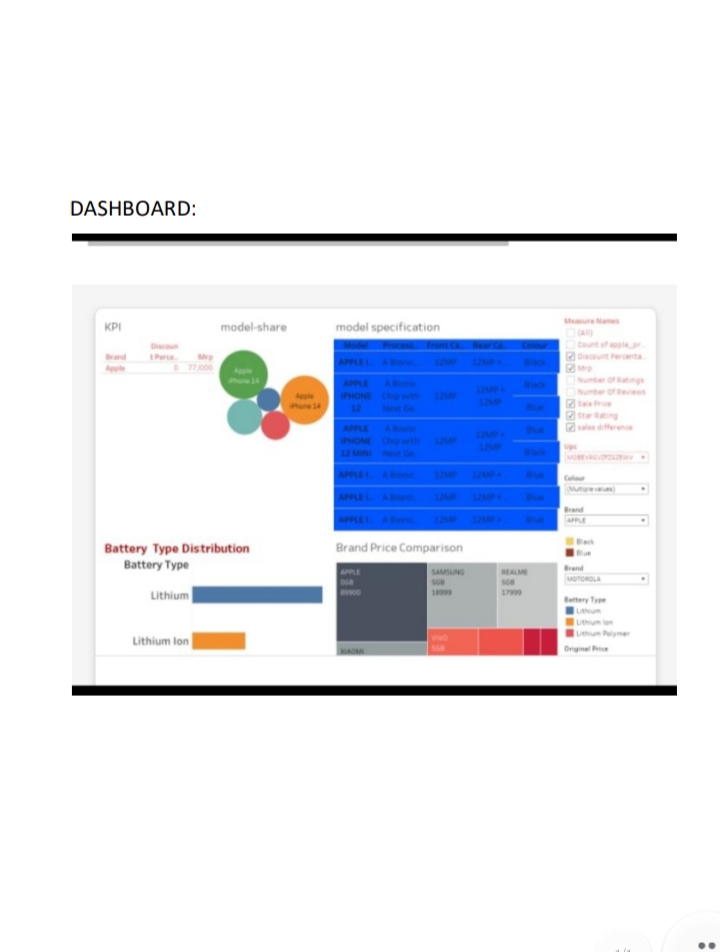 DASHBOARD:
KPI
model-share
model specification
Discoun
Brand t Perce.. Mrp
Apple 0 77,000
Apple
iPhone 14
Apple
iPhone 14
Model Process.. Front Ca.. Rear Ca.. Colour
APPLE i.. A Bionic.. 12MP 12MP +.. Black
APPLE
IPHONE
12
A Bionic
Chip with
Next Ge..
12MP
12MP +
12MP
Black
Blue
APPLE
IPHONE
12 MINI
A Bionic
Chip with
Next Ge..
12MP
12MP +
12MP
Blue
Black
APPLE i.. A Bionic.. 12MP 12MP +.. Blue
APPLE i.. A Bionic.. 12MP 12MP +.. Blue
APPLE i.. A Bionic.. 12MP 12MP +.. Blue
Measure Names
(All)
Count of apple_pr..
Discount Percenta..
Mrp
Number Of Ratings
Number Of Reviews
Sale Price
Star Rating
sales difference
Upc
Colour
(Multiple values)
Brand
APPLE
Black
Blue
Brand
MOTOROLA
Battery Type
Lithium
Lithium Ion
Lithium Polymer
Original Price
Battery Type Distribution
Battery Type
Lithium
Lithium Ion
Brand Price Comparison
APPLE
0GB
89900
SAMSUNG
5GB
18999
REALME
5GB
17999
VIVO
5GB
XIAOMI